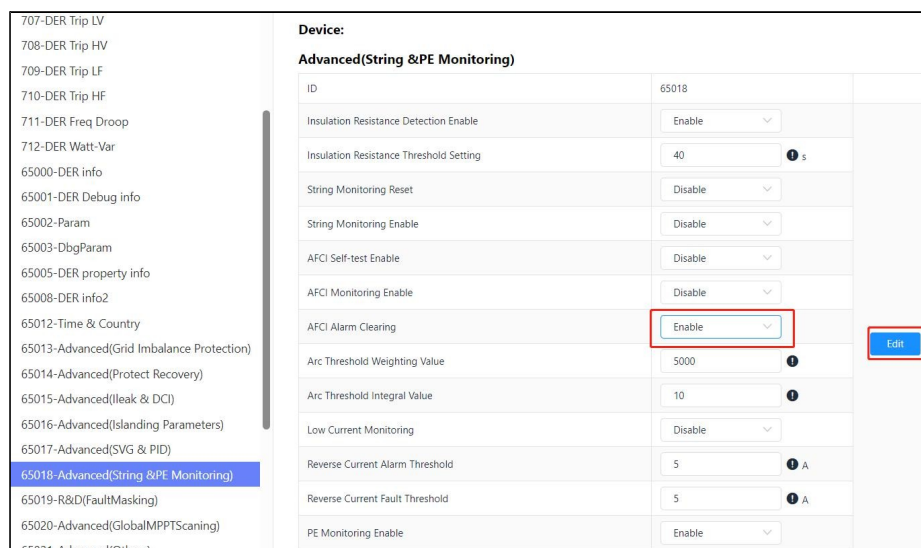 707-DER Trip LV
708-DER Trip HV
709-DER Trip LF
710-DER Trip HF
711-DER Freq Droop
712-DER Watt-Var
65000-DER info
65001-DER Debug info
65002-Param
65003-DbgParam
65005-DER property info
65008-DER info2
65012-Time & Country
65013-Advanced(Grid Imbalance Protection)
65014-Advanced(Protect Recovery)
65015-Advanced(Ileak & DCI)
65016-Advanced(Islanding Parameters)
65017-Advanced(SVG & PID)
65018-Advanced(String &PE Monitoring)
65019-R&D(FaultMasking)
65020-Advanced(GlobalMPPTScaning)
Device:
Advanced(String &PE Monitoring)
ID 65018
Insulation Resistance Detection Enable Enable
Insulation Resistance Threshold Setting 40 s
String Monitoring Reset Disable
String Monitoring Enable Disable
AFCI Self-test Enable Disable
AFCI Monitoring Enable Disable
AFCI Alarm Clearing Enable
Edit
Arc Threshold Weighting Value 5000
Arc Threshold Integral Value 10
Low Current Monitoring Disable
Reverse Current Alarm Threshold 5 A
Reverse Current Fault Threshold 5 A
PE Monitoring Enable Enable